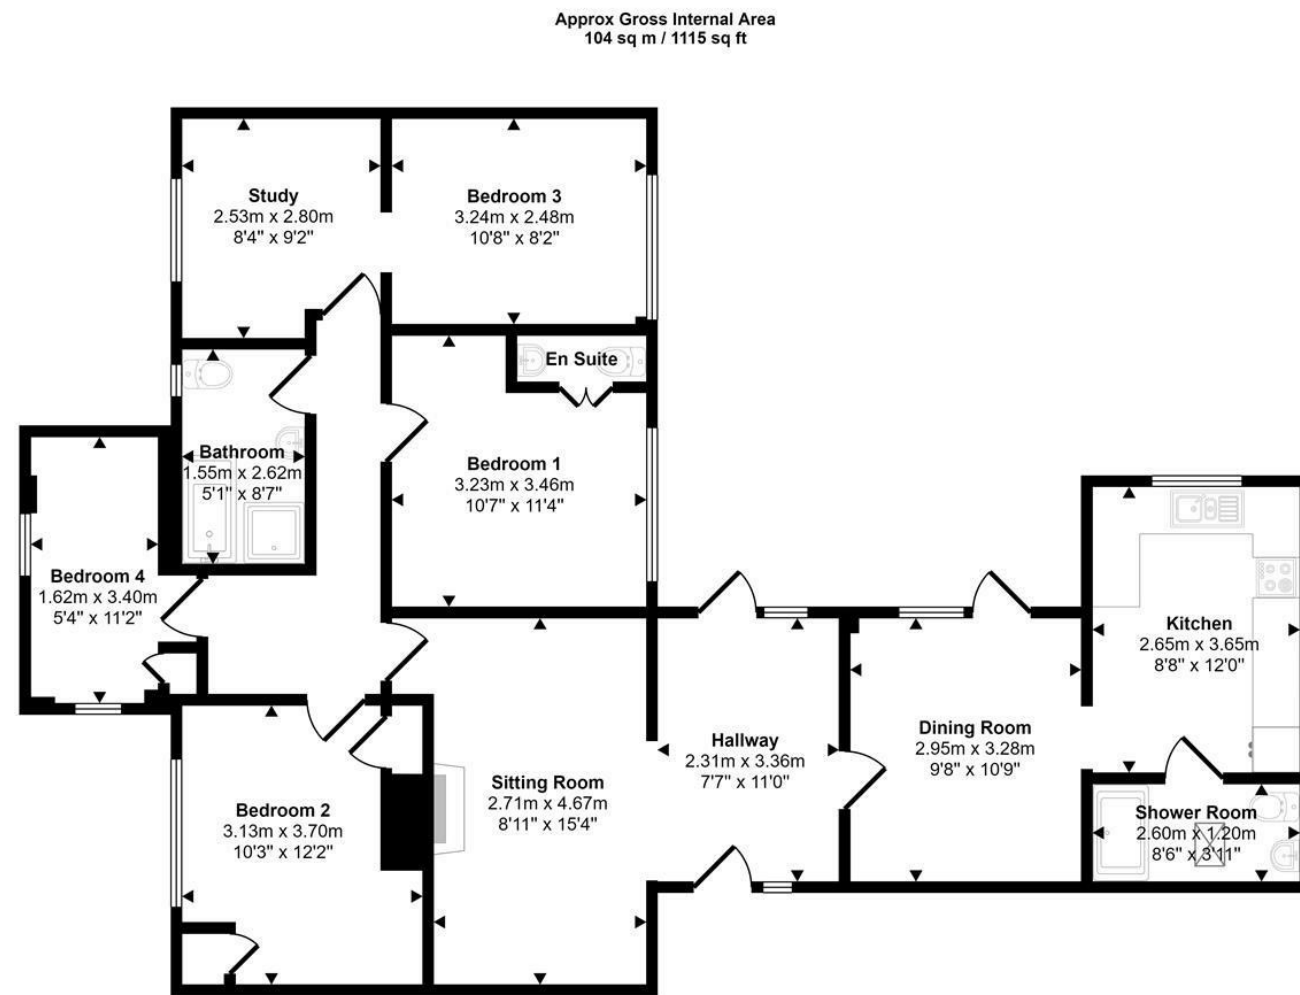 Approx Gross Internal Area
104 sq m / 1115 sq ft
Study
2.53m x 2.80m
8'4" x 9'2"
Bedroom 3
3.24m x 2.48m
10'8" x 8'2"
En Suite
Bathroom
1.55m x 2.62m
5'1" x 8'7"
Bedroom 1
3.23m x 3.46m
10'7" x 11'4"
Bedroom 4
1.62m x 3.40m
5'4" x 11'2"
Kitchen
2.65m x 3.65m
8'8" x 12'0"
Hallway
2.31m x 3.36m
7'7" x 11'0"
Dining Room
2.95m x 3.28m
9'8" x 10'9"
Sitting Room
2.71m x 4.67m
8'11" x 15'4"
Bedroom 2
3.13m x 3.70m
10'3" x 12'2"
Shower Room
2.60m x 1.20m
8'6" x 3'11"